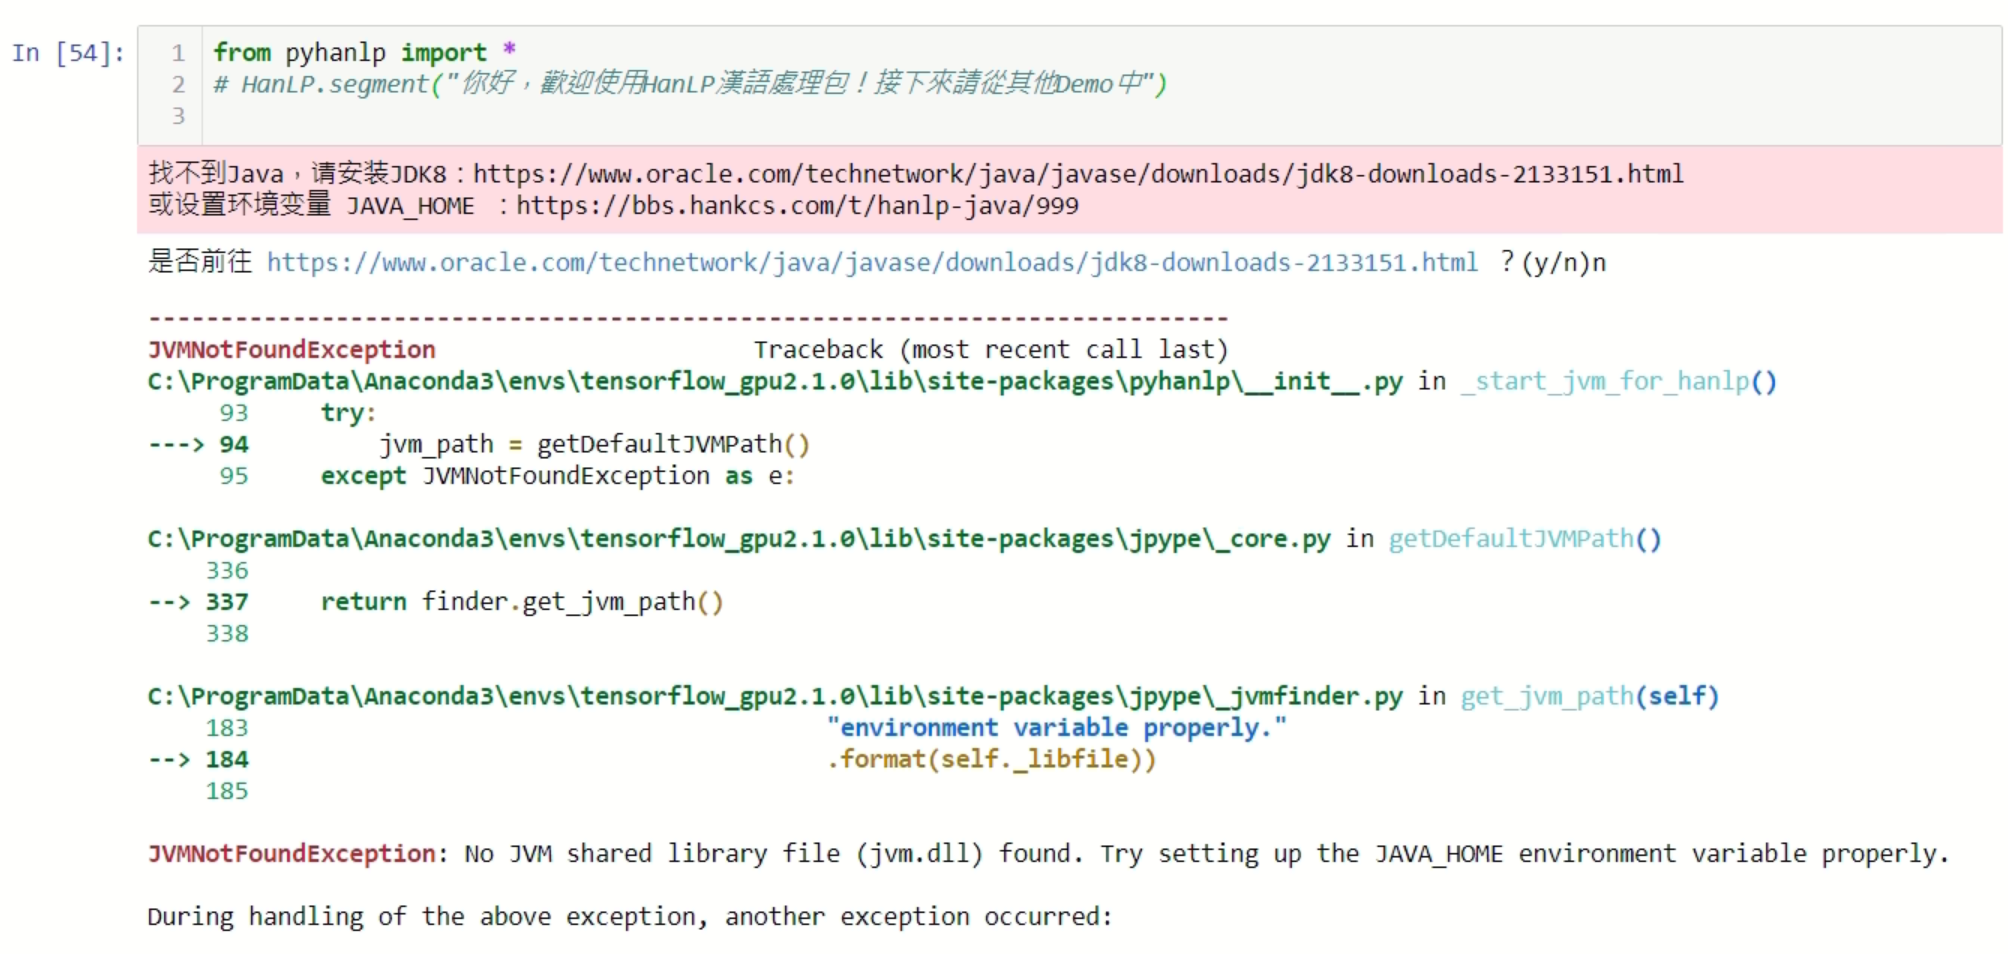 In [54]:
1 from pyhanlp import *
2 # HanLP.segment("你好，歡迎使用HanLP漢語處理包！接下來請從其他Demo中")
3
找不到Java，请安装JDK8：https://www.oracle.com/technetwork/java/javase/downloads/jdk8-downloads-2133151.html
或设置环境变量 JAVA_HOME ：https://bbs.hankcs.com/t/hanlp-java/999
是否前往 https://www.oracle.com/technetwork/java/javase/downloads/jdk8-downloads-2133151.html ？(y/n)n
---------------------------------------------------------------------------
JVMNotFoundException                      Traceback (most recent call last)
C:\ProgramData\Anaconda3\envs\tensorflow_gpu2.1.0\lib\site-packages\pyhanlp\__init__.py in _start_jvm_for_hanlp()
     93     try:
---> 94         jvm_path = getDefaultJVMPath()
     95     except JVMNotFoundException as e:
C:\ProgramData\Anaconda3\envs\tensorflow_gpu2.1.0\lib\site-packages\jpype\_core.py in getDefaultJVMPath()
    336
--> 337     return finder.get_jvm_path()
    338
C:\ProgramData\Anaconda3\envs\tensorflow_gpu2.1.0\lib\site-packages\jpype\_jvmfinder.py in get_jvm_path(self)
    183                                        "environment variable properly."
--> 184                                        .format(self._libfile))
    185
JVMNotFoundException: No JVM shared library file (jvm.dll) found. Try setting up the JAVA_HOME environment variable properly.
During handling of the above exception, another exception occurred: